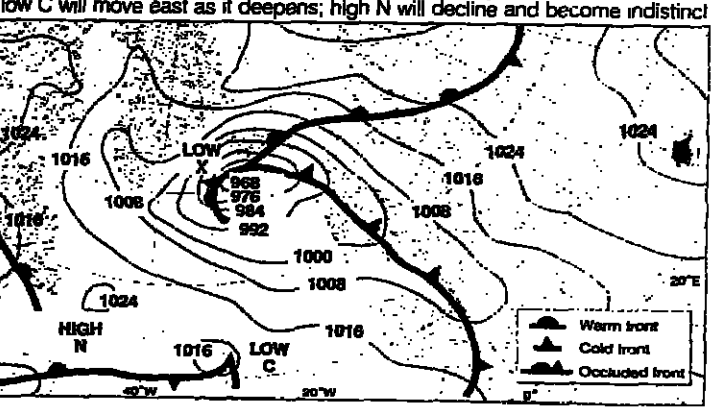 low C will move east as it deepens; high N will decline and become indistinct
1024
1016
1008
1016
LOW
X
968
976
984
992
1000
1008
1016
1024
1016
1008
1024
20°E
1024
HIGH
N
1016
LOW
C
40°W
20°W
0°
Warm front
Cold front
Occluded front